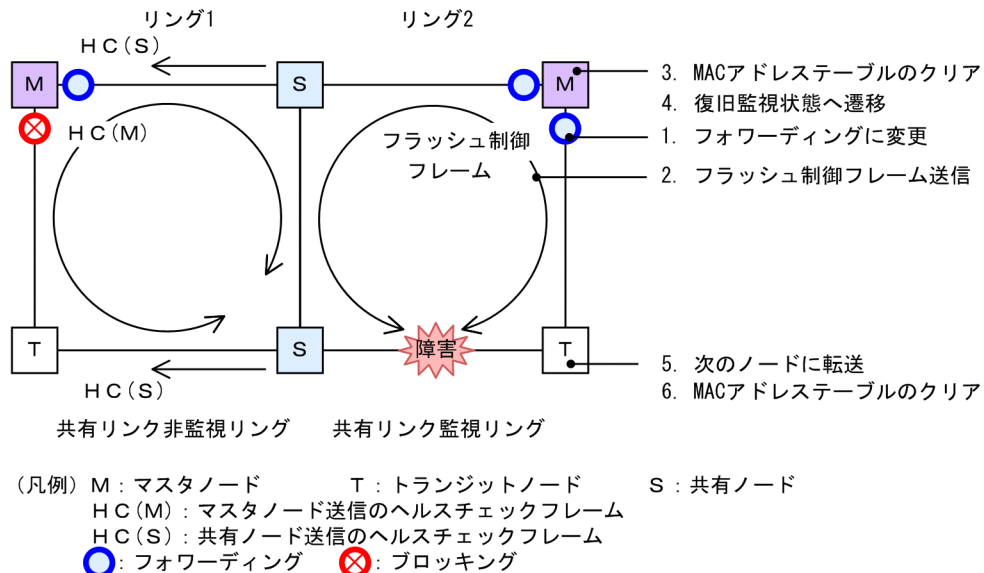 リング1
リング2
HC(S)
M
S
M
3. MACアドレステーブルのクリア
4. 復旧監視状態へ遷移
HC(M)
フラッシュ制御
フレーム
1. フォワーディングに変更
2. フラッシュ制御フレーム送信
T
S
障害
T
5. 次のノードに転送
6. MACアドレステーブルのクリア
HC(S)
共有リンク非監視リング
共有リンク監視リング
(凡例) M:マスタノード T:トランジットノード S:共有ノード
HC(M):マスタノード送信のヘルスチェックフレーム
HC(S):共有ノード送信のヘルスチェックフレーム
:フォワーディング :ブロッキング